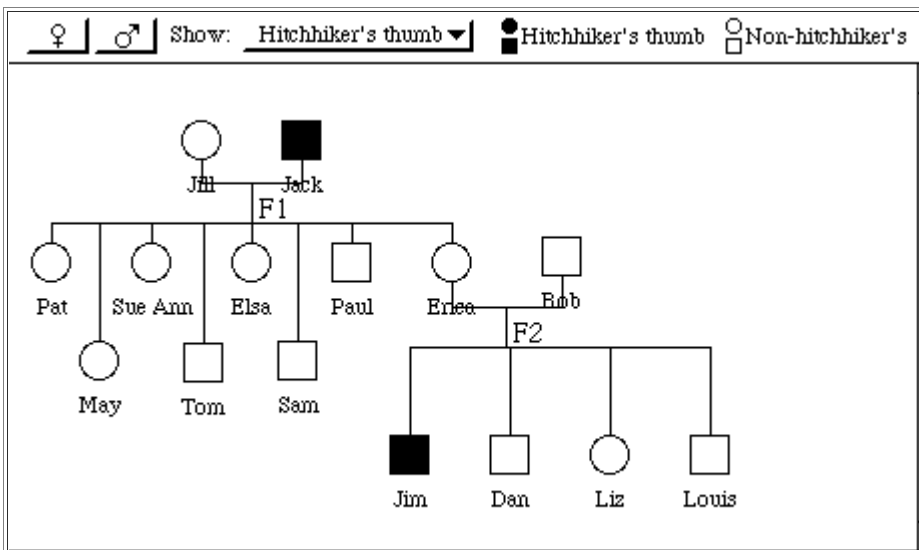 ♀ ♂ Show: Hitchhiker's thumb ▼ Hitchhiker's thumb Non-hitchhiker's
Jill Jack
F1
Pat Sue Ann Elsa Paul Erica Rob
F2
May Tom Sam
Jim Dan Liz Louis